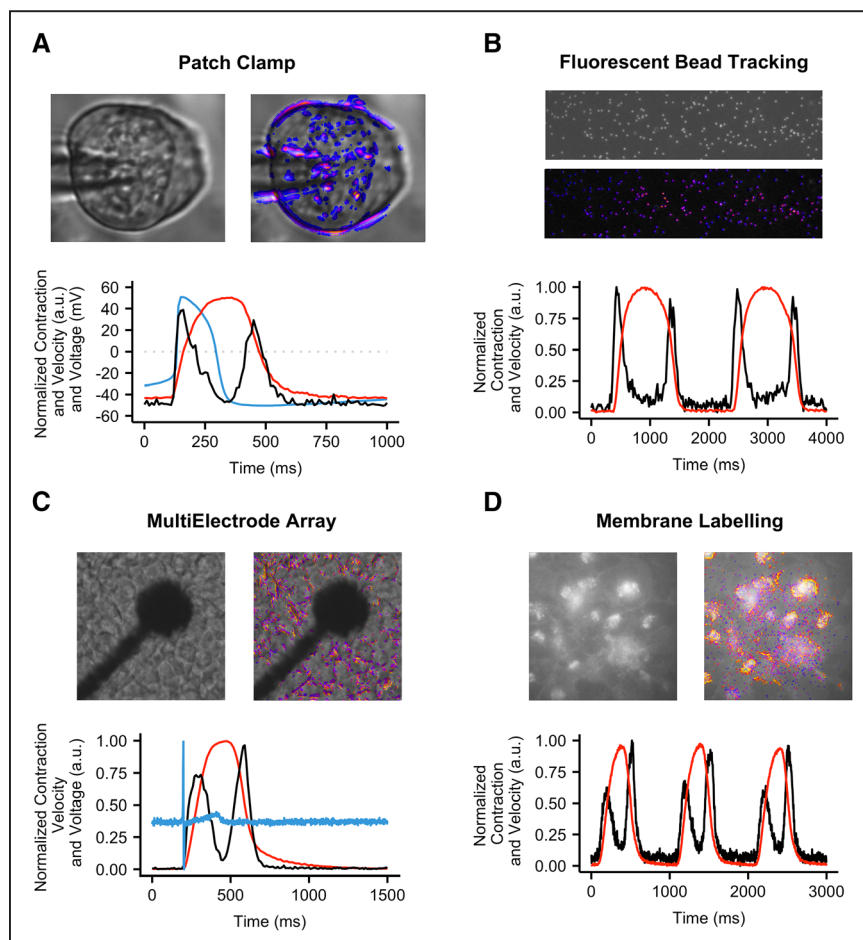 A
Patch Clamp
Normalized Contraction
and Velocity (a.u.)
and Voltage (mV)
60
40
20
0
-20
-40
-60
0
250
500
750
1000
Time (ms)
B
Fluorescent Bead Tracking
Normalized
Contraction
and Velocity (a.u.)
1.00
0.75
0.50
0.25
0.00
0
1000
2000
3000
4000
Time (ms)
C
MultiElectrode Array
Normalized Contraction
Velocity
and Voltage (a.u.)
1.00
0.75
0.50
0.25
0.00
0
500
1000
1500
Time (ms)
D
Membrane Labelling
Normalized
Contraction
and Velocity (a.u.)
1.00
0.75
0.50
0.25
0.00
0
1000
2000
3000
Time (ms)